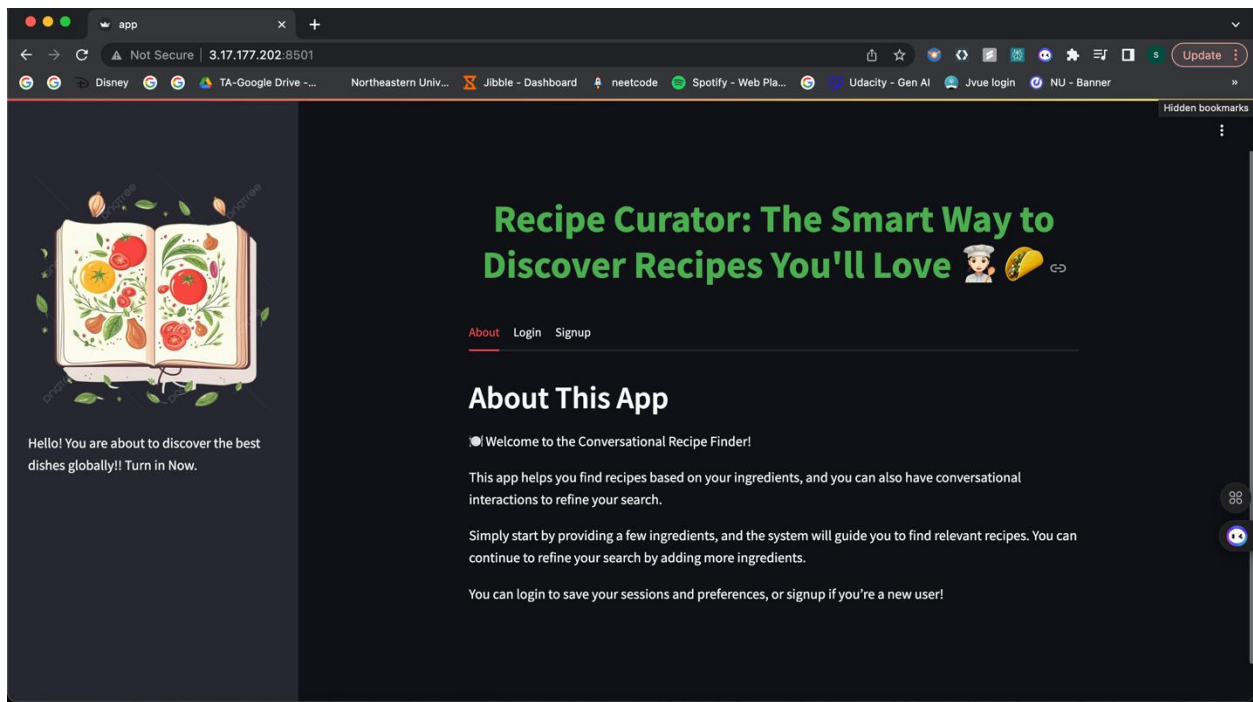 app
Not Secure | 3.17.177.202:8501
S
Update
Disney
TA-Google Drive -...
Northeastern Univ...
Jibble - Dashboard
neetcode
Spotify - Web Pla...
Udacity - Gen AI
Jvue login
NU - Banner
»
Hidden bookmarks
pngtree
pngtree
pngtree
Recipe Curator: The Smart Way to
Discover Recipes You'll Love
About Login Signup
About This App
Welcome to the Conversational Recipe Finder!
This app helps you find recipes based on your ingredients, and you can also have conversational
interactions to refine your search.
Simply start by providing a few ingredients, and the system will guide you to find relevant recipes. You can
continue to refine your search by adding more ingredients.
You can login to save your sessions and preferences, or signup if you’re a new user!
Hello! You are about to discover the best
dishes globally!! Turn in Now.